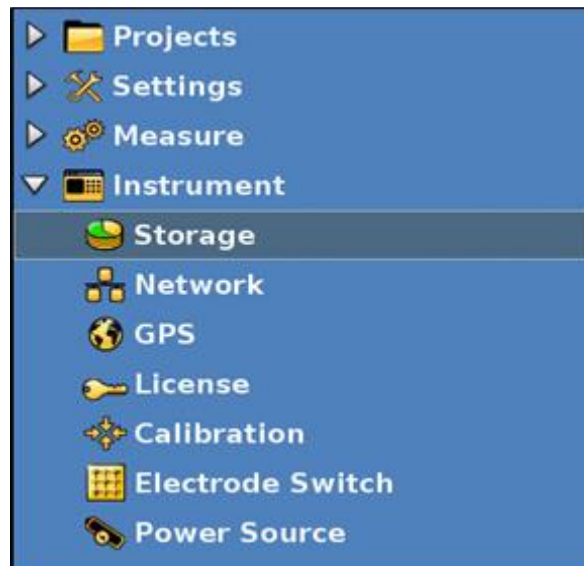 Projects
Settings
Measure
Instrument
Storage
Network
GPS
License
Calibration
Electrode Switch
Power Source